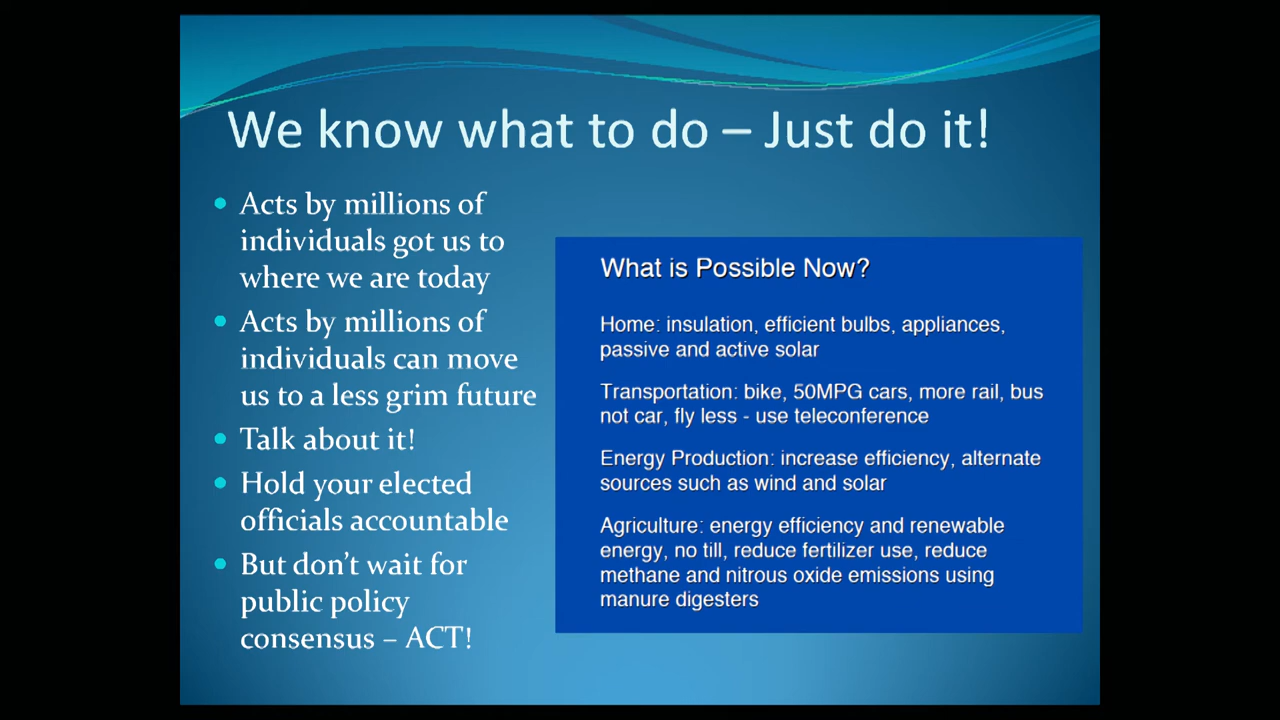 We know what to do – Just do it!
Acts by millions of
individuals got us to
where we are today
Acts by millions of
individuals can move
us to a less grim future
Talk about it!
Hold your elected
officials accountable
But don't wait for
public policy
consensus – ACT!
What is Possible Now?
Home: insulation, efficient bulbs, appliances,
passive and active solar
Transportation: bike, 50MPG cars, more rail, bus
not car, fly less - use teleconference
Energy Production: increase efficiency, alternate
sources such as wind and solar
Agriculture: energy efficiency and renewable
energy, no till, reduce fertilizer use, reduce
methane and nitrous oxide emissions using
manure digesters